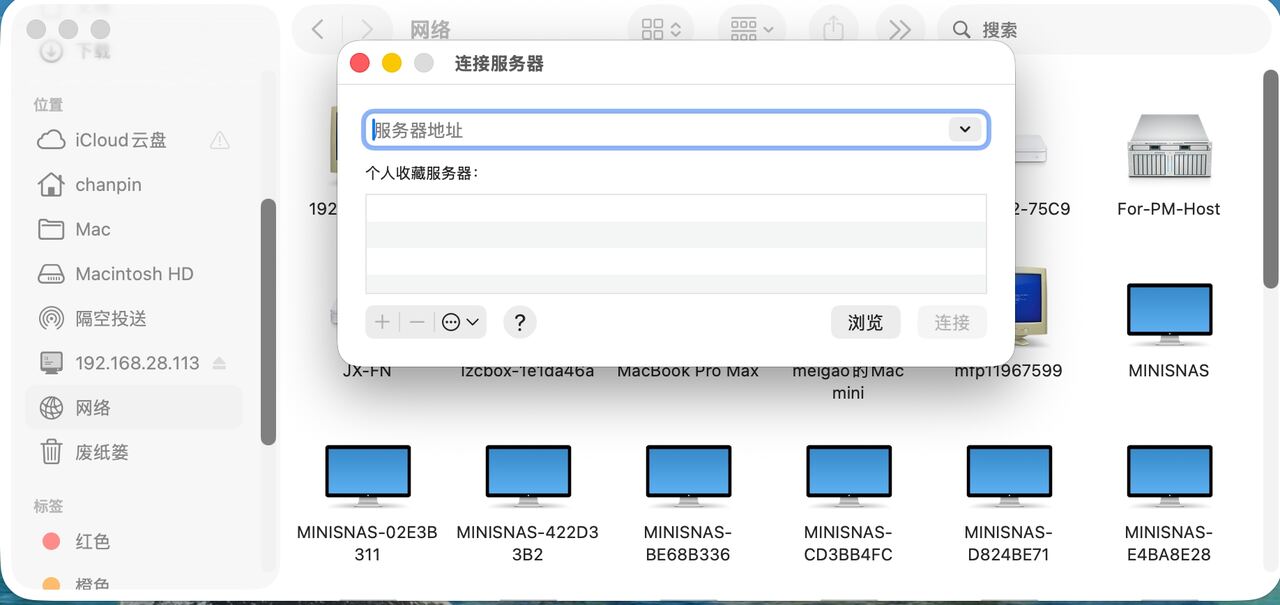 网络
搜索
下载
位置
iCloud云盘
chanpin
Mac
Macintosh HD
隔空投送
192.168.28.113
网络
废纸篓
标签
红色
橙色
连接服务器
服务器地址
个人收藏服务器:
?
浏览
连接
192
2-75C9
For-PM-Host
JX-FN
lzcbox-1e1da46a
MacBook Pro Max
meigao的Mac
mini
mfp11967599
MINISNAS
MINISNAS-02E3B
311
MINISNAS-422D3
3B2
MINISNAS-
BE68B336
MINISNAS-
CD3BB4FC
MINISNAS-
D824BE71
MINISNAS-
E4BA8E28